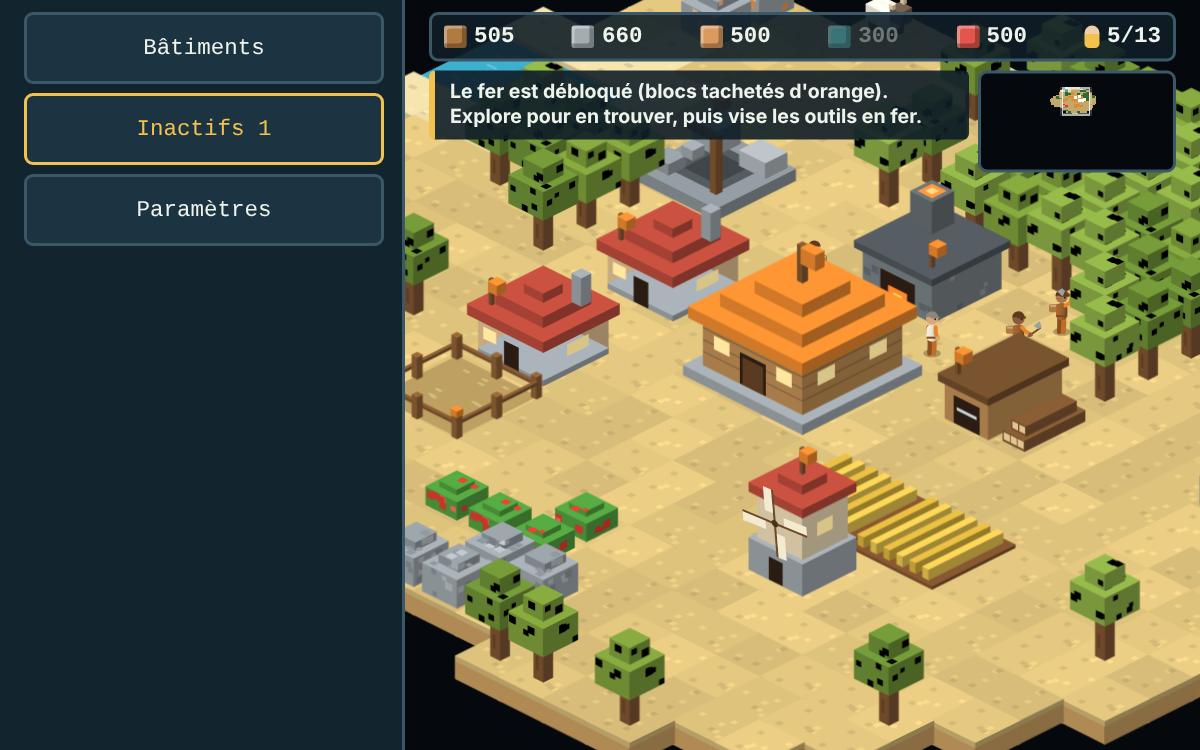 Bâtiments
Inactifs 1
Paramètres
505 660 500 300 500 5/13
Le fer est débloqué (blocs tachetés d'orange).
Explore pour en trouver, puis vise les outils en fer.